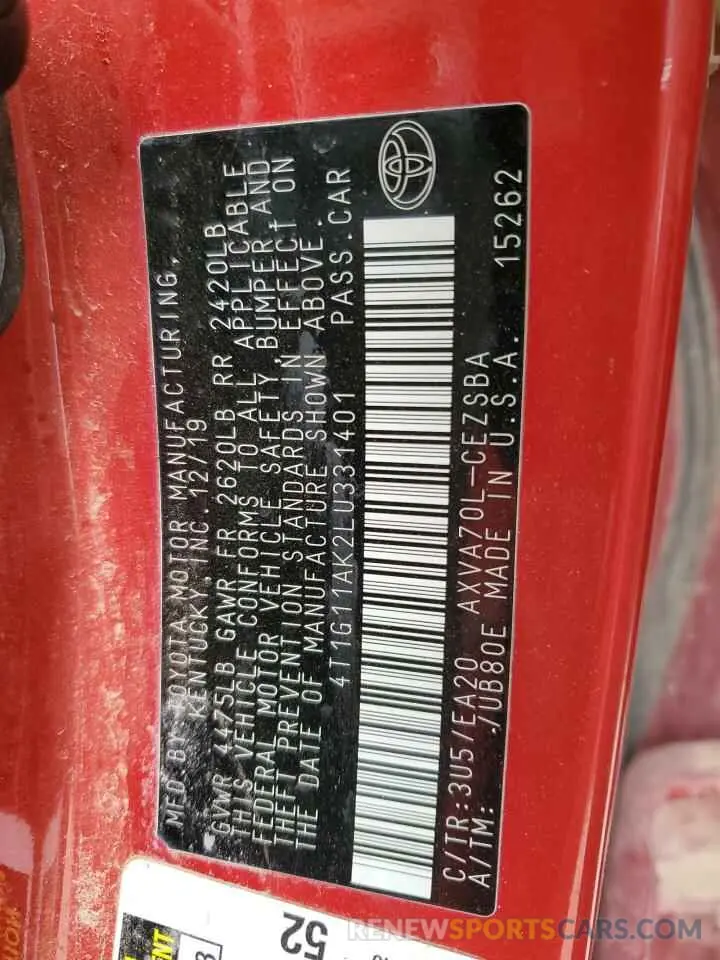 MFD BY:TOYOTA MOTOR MANUFACTURING,
KENTUCKY,INC.12/19
GVWR 4475LB GAWR FR 2620LB RR 2420LB
THIS VEHICLE CONFORMS TO ALL APPLICABLE
FEDERAL MOTOR VEHICLE SAFETY, BUMPER AND
THEFT PREVENTION STANDARDS IN EFFECT ON
THE DATE OF MANUFACTURE SHOWN ABOVE.
4T1G11AK2LU331401 PASS.CAR
C/TR:3U5/EA20 AXVA70L-CEZSBA
A/TM: /UB80E MADE IN U.S.A. 15262
52
RENEWSPORTSCARS.COM